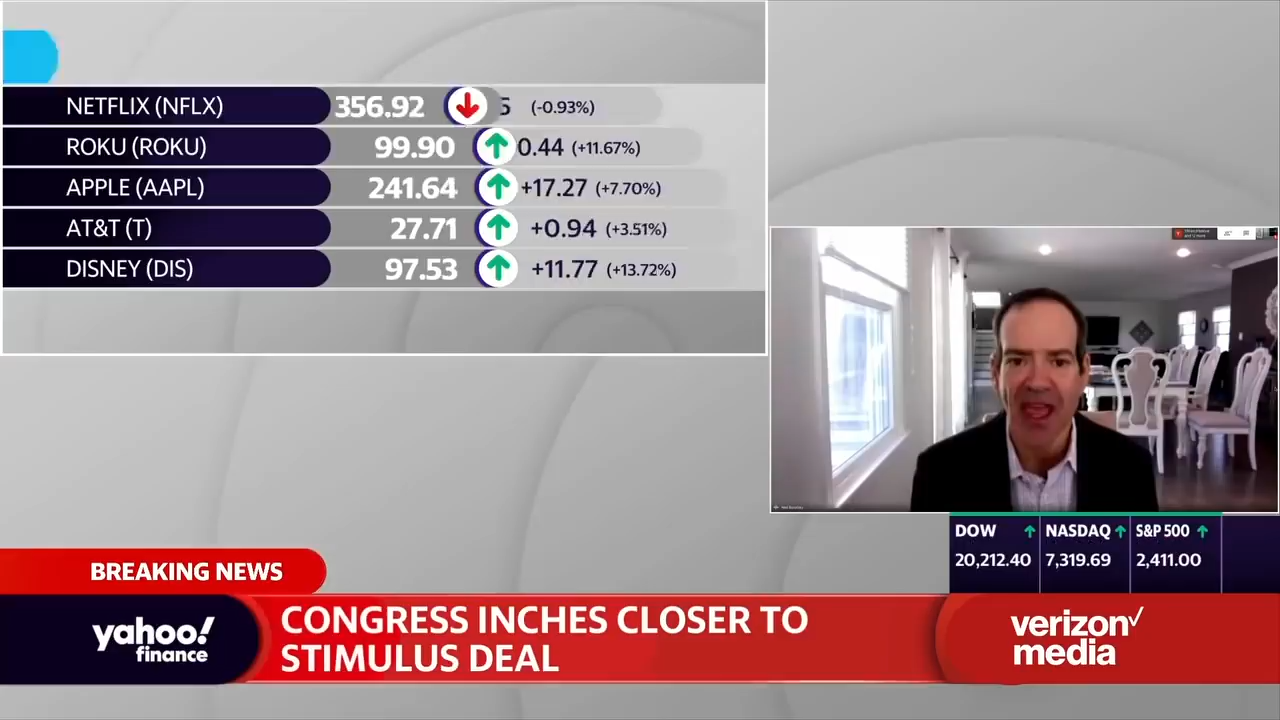 NETFLIX (NFLX) 356.92 5 (-0.93%)
ROKU (ROKU) 99.90 0.44 (+11.67%)
APPLE (AAPL) 241.64 +17.27 (+7.70%)
AT&T (T) 27.71 +0.94 (+3.51%)
DISNEY (DIS) 97.53 +11.77 (+13.72%)
DOW NASDAQ S&P 500
20,212.40 7,319.69 2,411.00
BREAKING NEWS
yahoo!
finance
CONGRESS INCHES CLOSER TO
STIMULUS DEAL
verizon
media